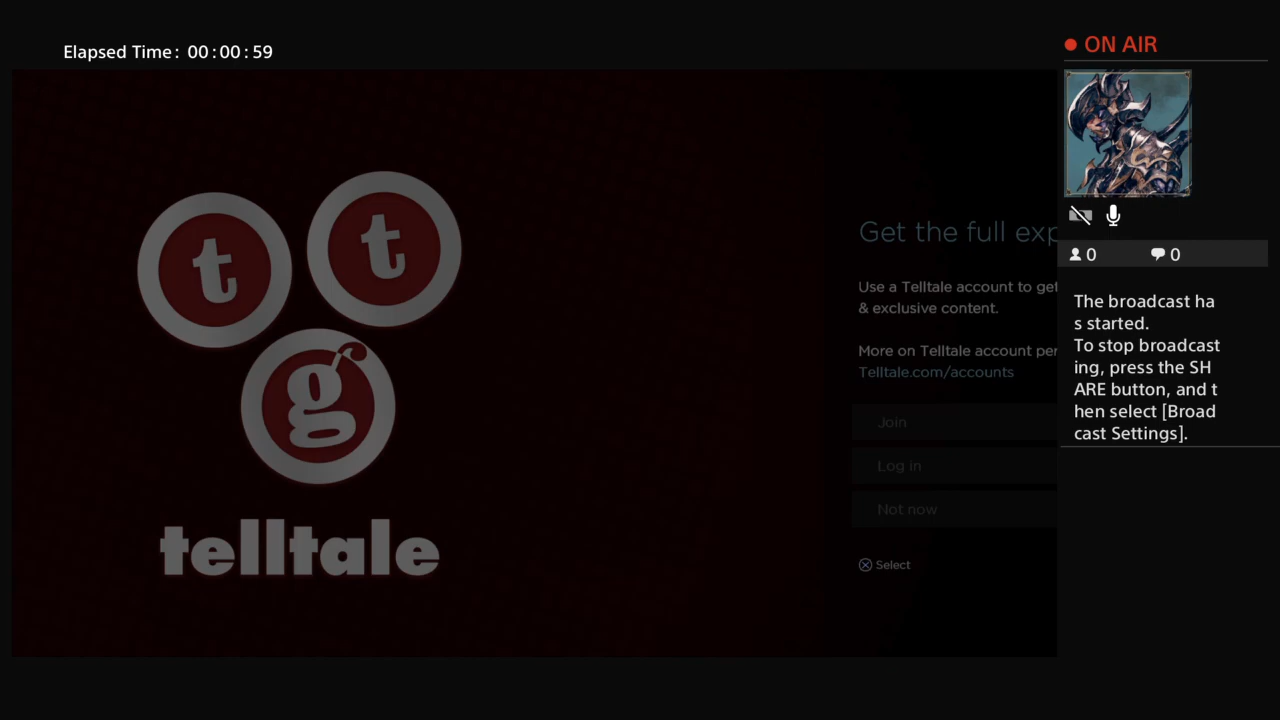 Elapsed Time: 00:00:59
ON AIR
t
t
g
telltale
Get the full exp
Use a Telltale account to get
& exclusive content.
More on Telltale account per
Telltale.com/accounts
Join
Log in
Not now
Select
0
0
The broadcast ha
s started.
To stop broadcast
ing, press the SH
ARE button, and t
hen select [Broad
cast Settings].